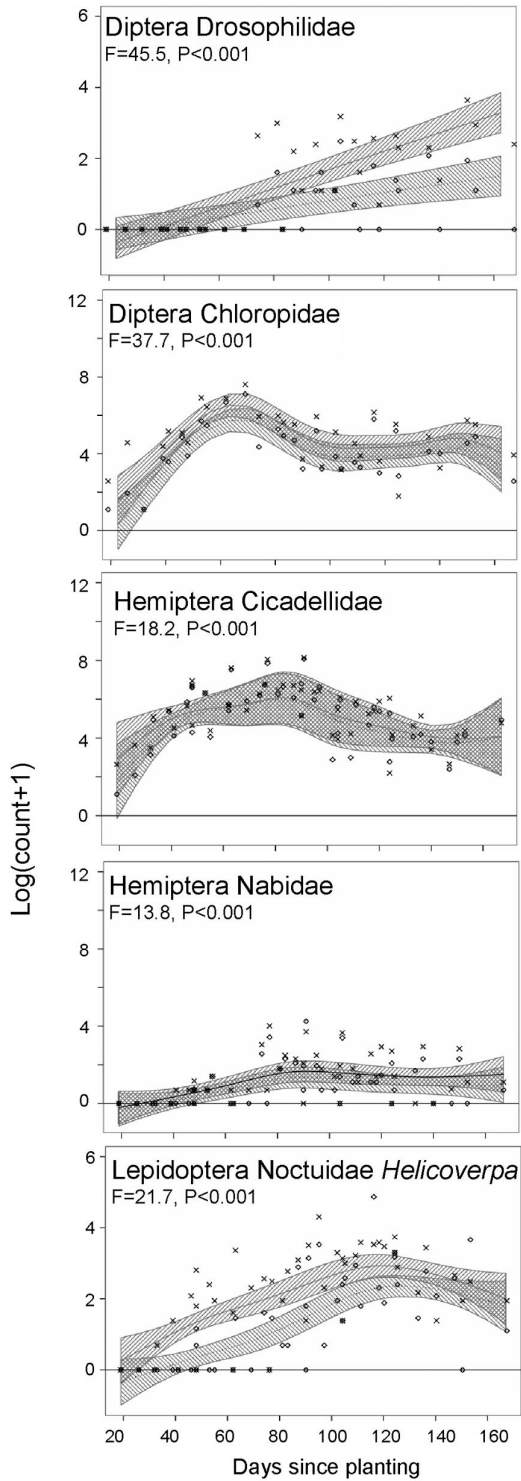 Diptera Drosophilidae
F=45.5, P<0.001
6
4
2
0
Diptera Chloropidae
F=37.7, P<0.001
12
8
4
0
Hemiptera Cicadellidae
F=18.2, P<0.001
12
8
4
0
Log(count+1)
Hemiptera Nabidae
F=13.8, P<0.001
12
8
4
0
Lepidoptera Noctuidae Helicoverpa
F=21.7, P<0.001
6
4
2
0
20 40 60 80 100 120 140 160
Days since planting